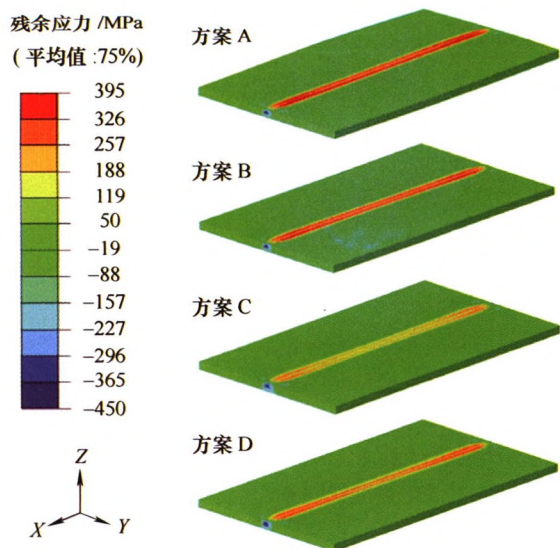 残余应力 /MPa
( 平均值 :75%)
395
326
257
188
119
50
–19
–88
–157
–227
–296
–365
–450
Z
X
Y
方案 A
方案 B
方案 C
方案 D